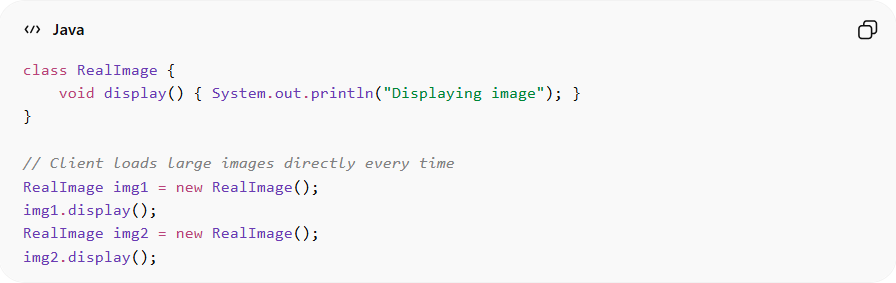 Java
class RealImage {
    void display() { System.out.println("Displaying image"); }
}
// Client loads large images directly every time
RealImage img1 = new RealImage();
img1.display();
RealImage img2 = new RealImage();
img2.display();